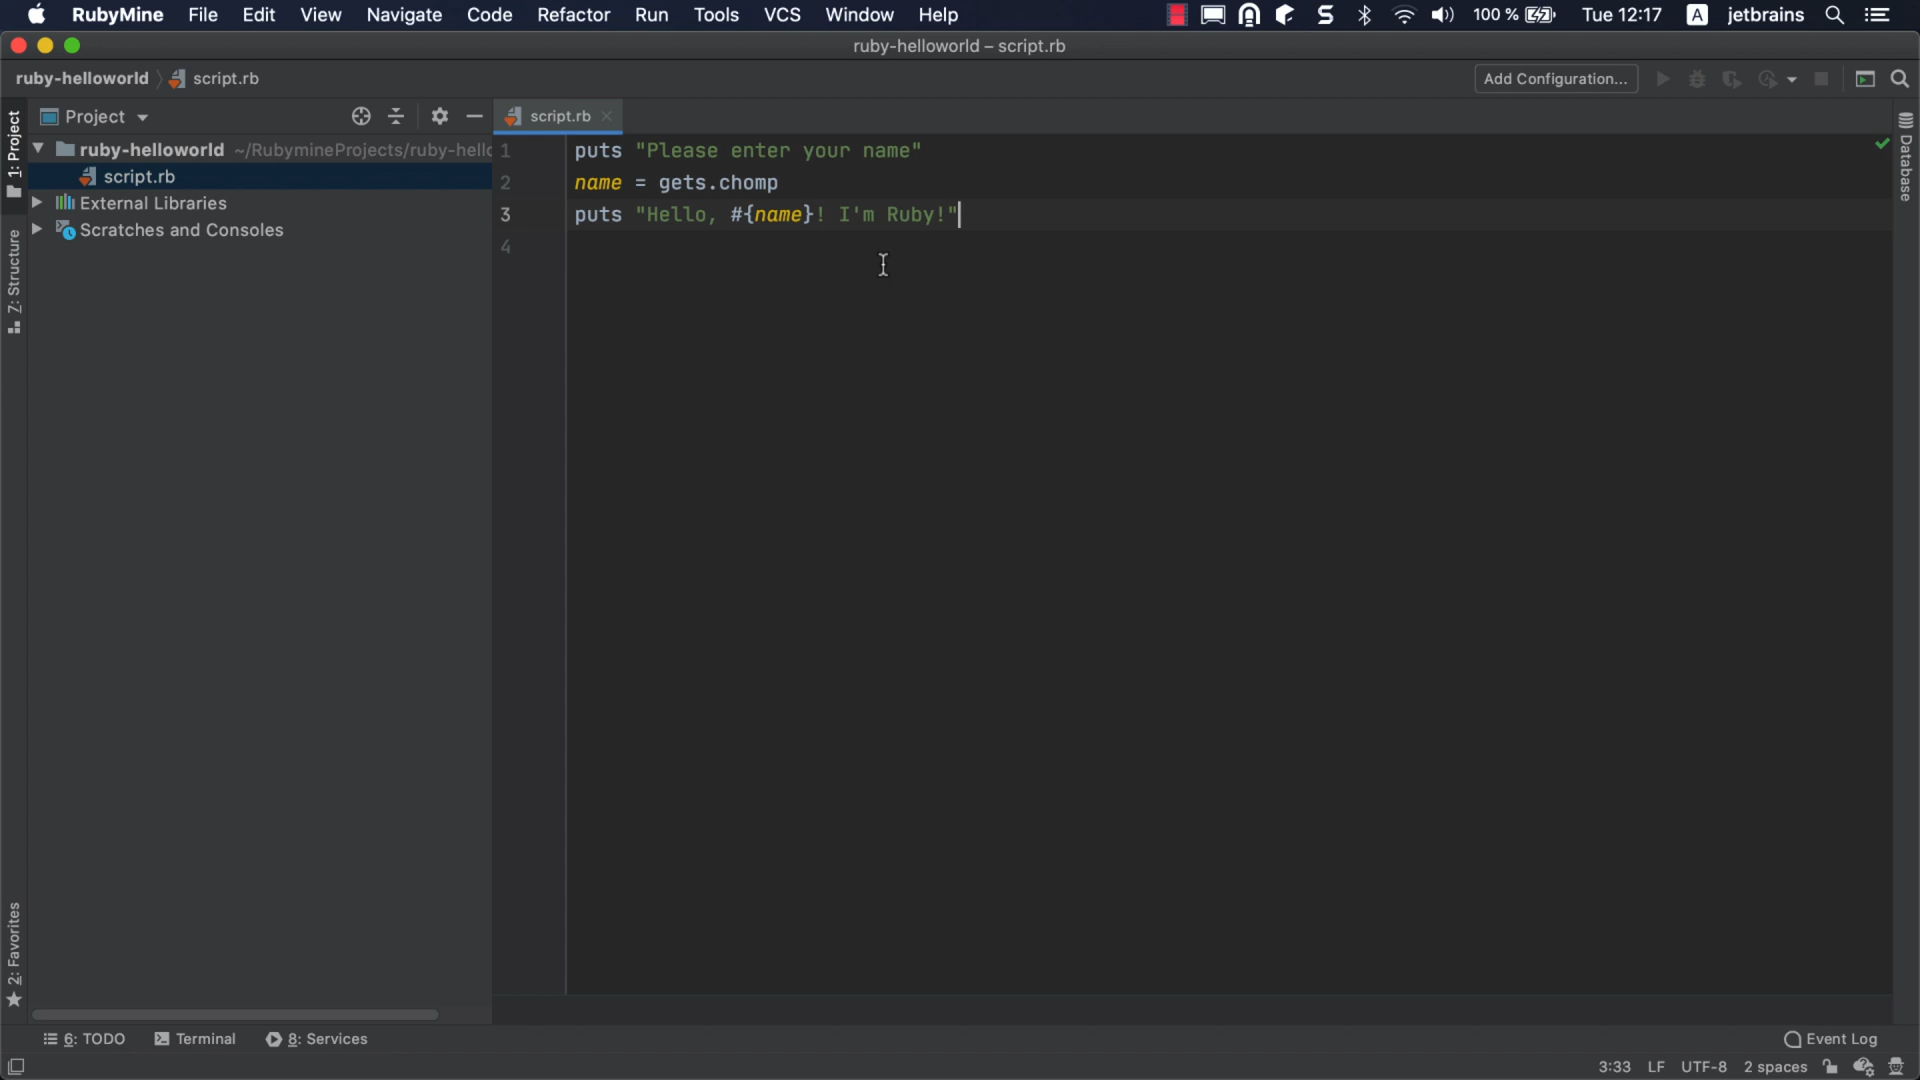 RubyMine File Edit View Navigate Code Refactor Run Tools VCS Window Help 100 % Tue 12:17 A jetbrains
ruby-helloworld – script.rb
ruby-helloworld script.rb Add Configuration...
1: Project
Project
script.rb
Database
ruby-helloworld ~/RubymineProjects/ruby-hello
script.rb
External Libraries
Scratches and Consoles
1 puts "Please enter your name"
2 name = gets.chomp
3 puts "Hello, #{name}! I'm Ruby!"
4
Z: Structure
2: Favorites
6: TODO Terminal 8: Services Event Log
3:33 LF UTF-8 2 spaces